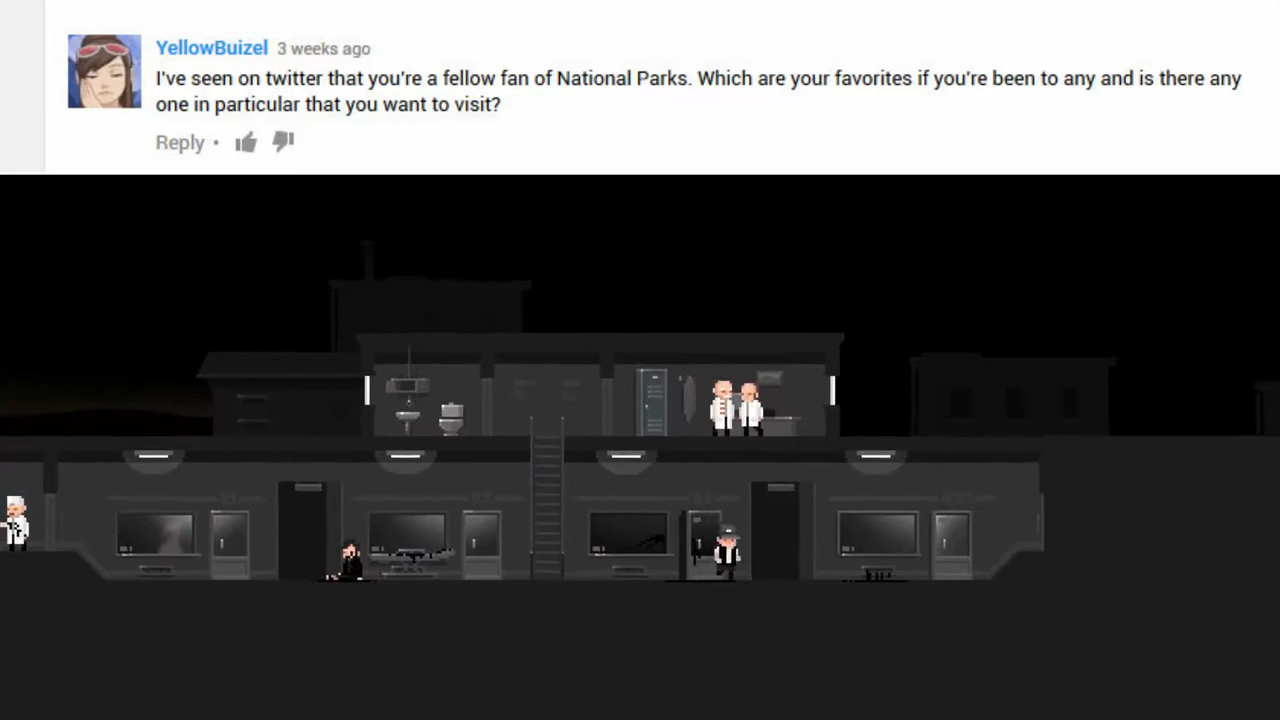 YellowBuizel 3 weeks ago
I've seen on twitter that you're a fellow fan of National Parks. Which are your favorites if you're been to any and is there any
one in particular that you want to visit?
Reply •